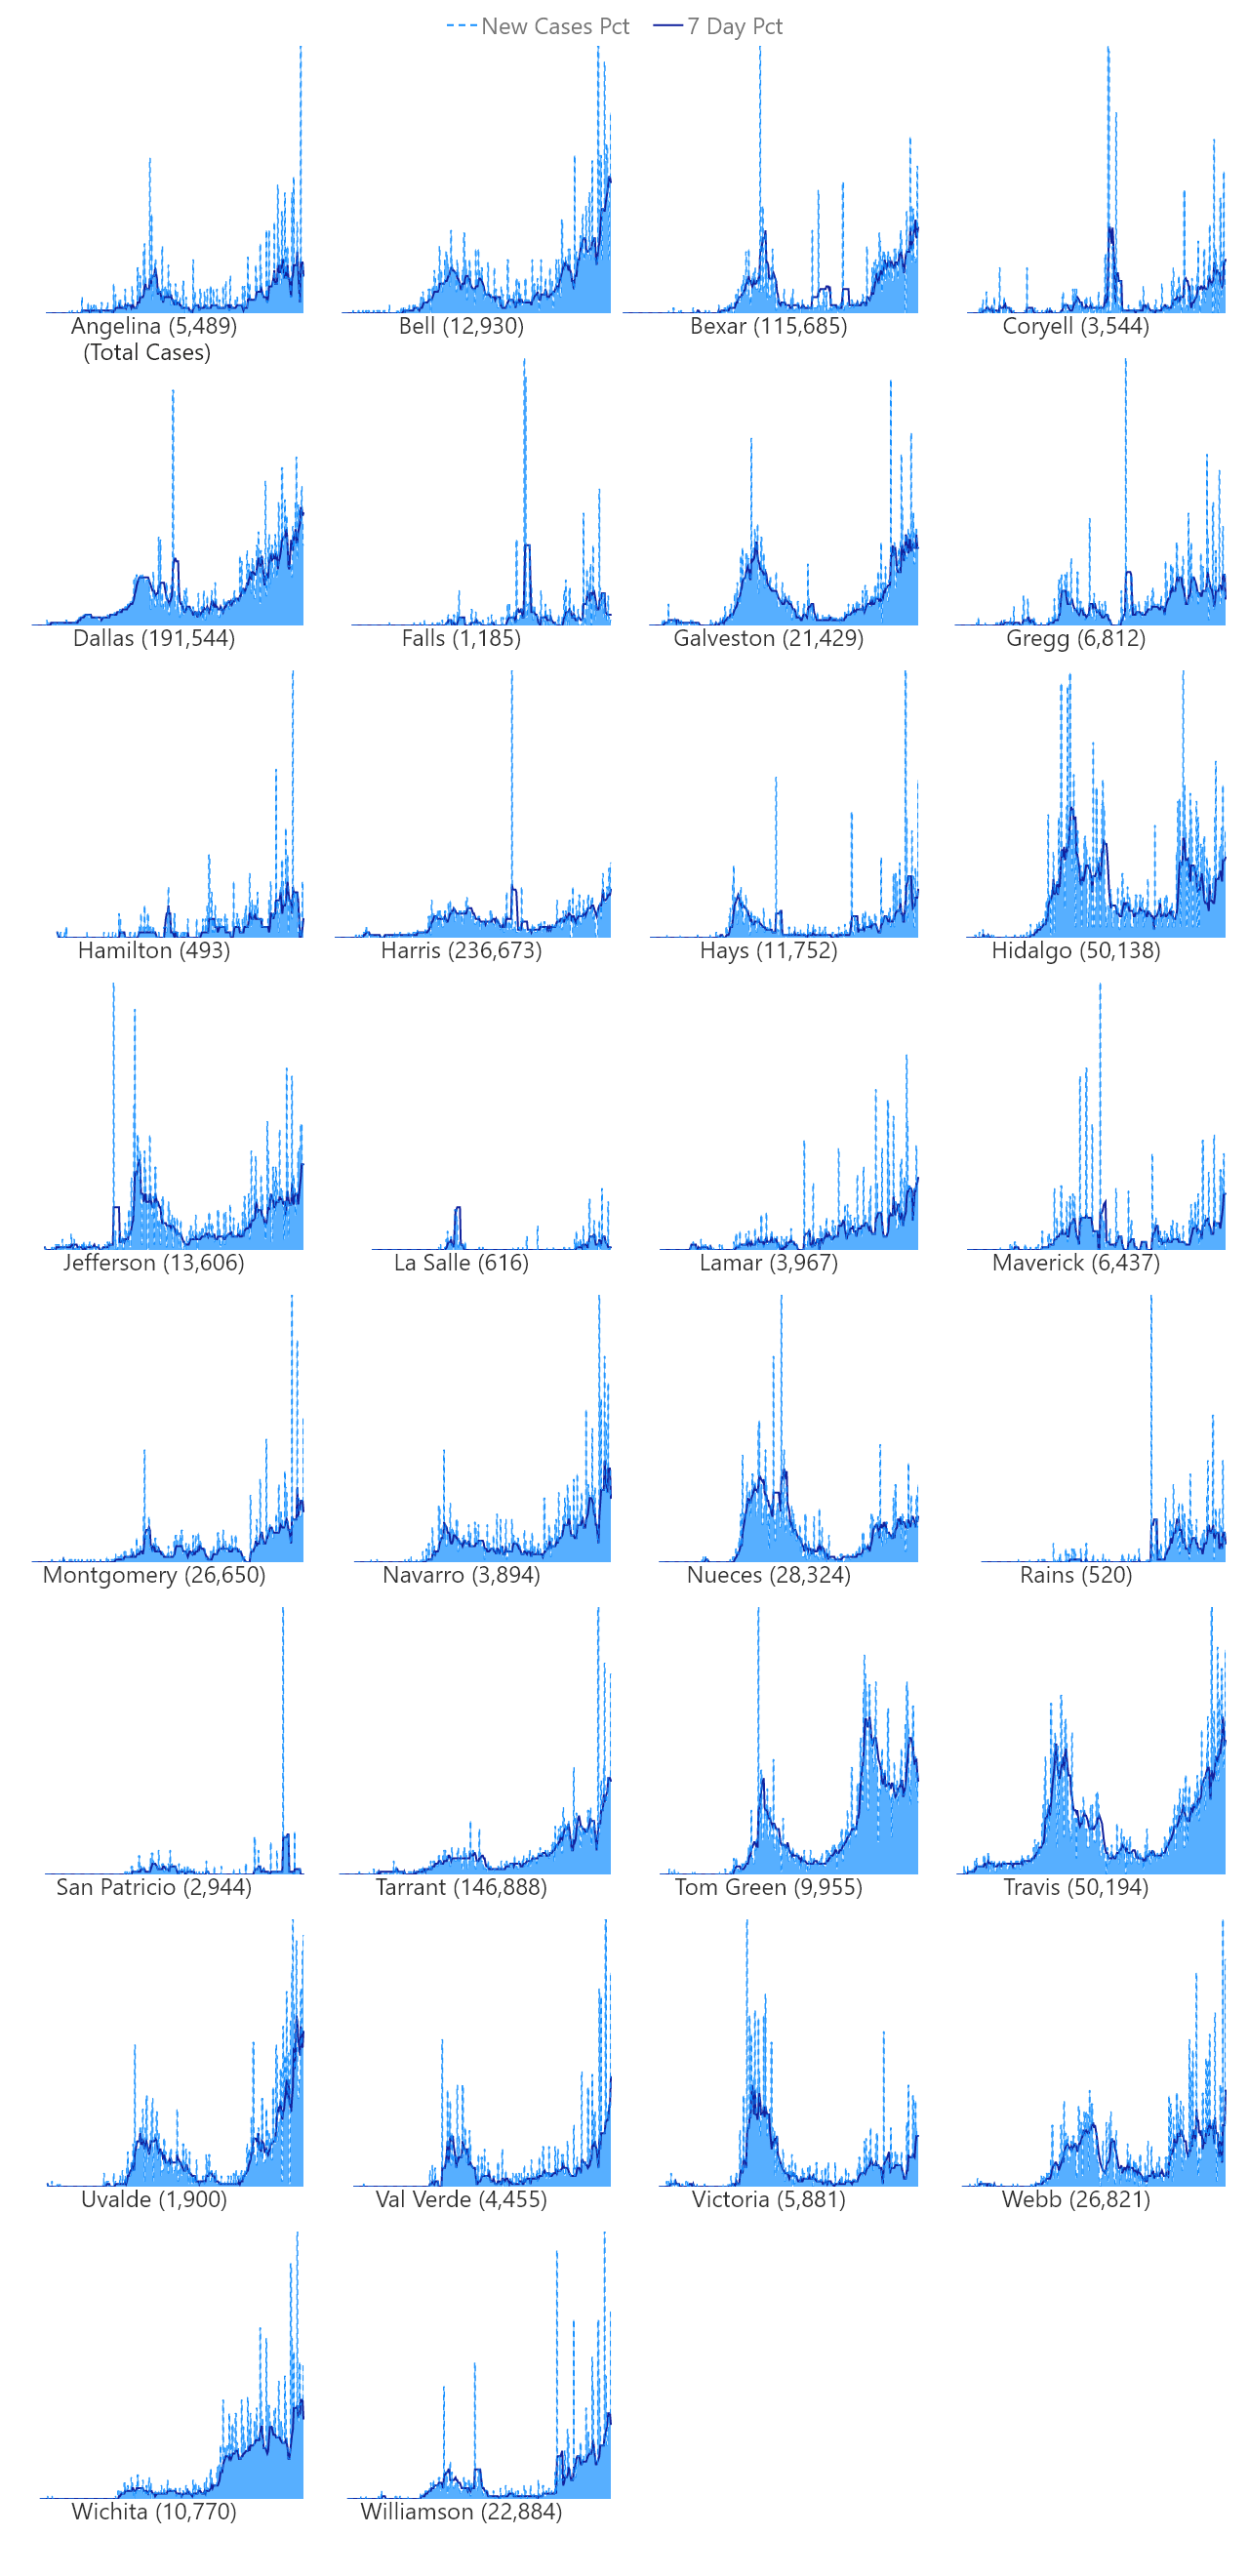 New Cases Pct 7 Day Pct
Angelina (5,489) Bell (12,930) Bexar (115,685) Coryell (3,544)
(Total Cases)
Dallas (191,544) Falls (1,185) Galveston (21,429) Gregg (6,812)
Hamilton (493) Harris (236,673) Hays (11,752) Hidalgo (50,138)
Jefferson (13,606) La Salle (616) Lamar (3,967) Maverick (6,437)
Montgomery (26,650) Navarro (3,894) Nueces (28,324) Rains (520)
San Patricio (2,944) Tarrant (146,888) Tom Green (9,955) Travis (50,194)
Uvalde (1,900) Val Verde (4,455) Victoria (5,881) Webb (26,821)
Wichita (10,770) Williamson (22,884)